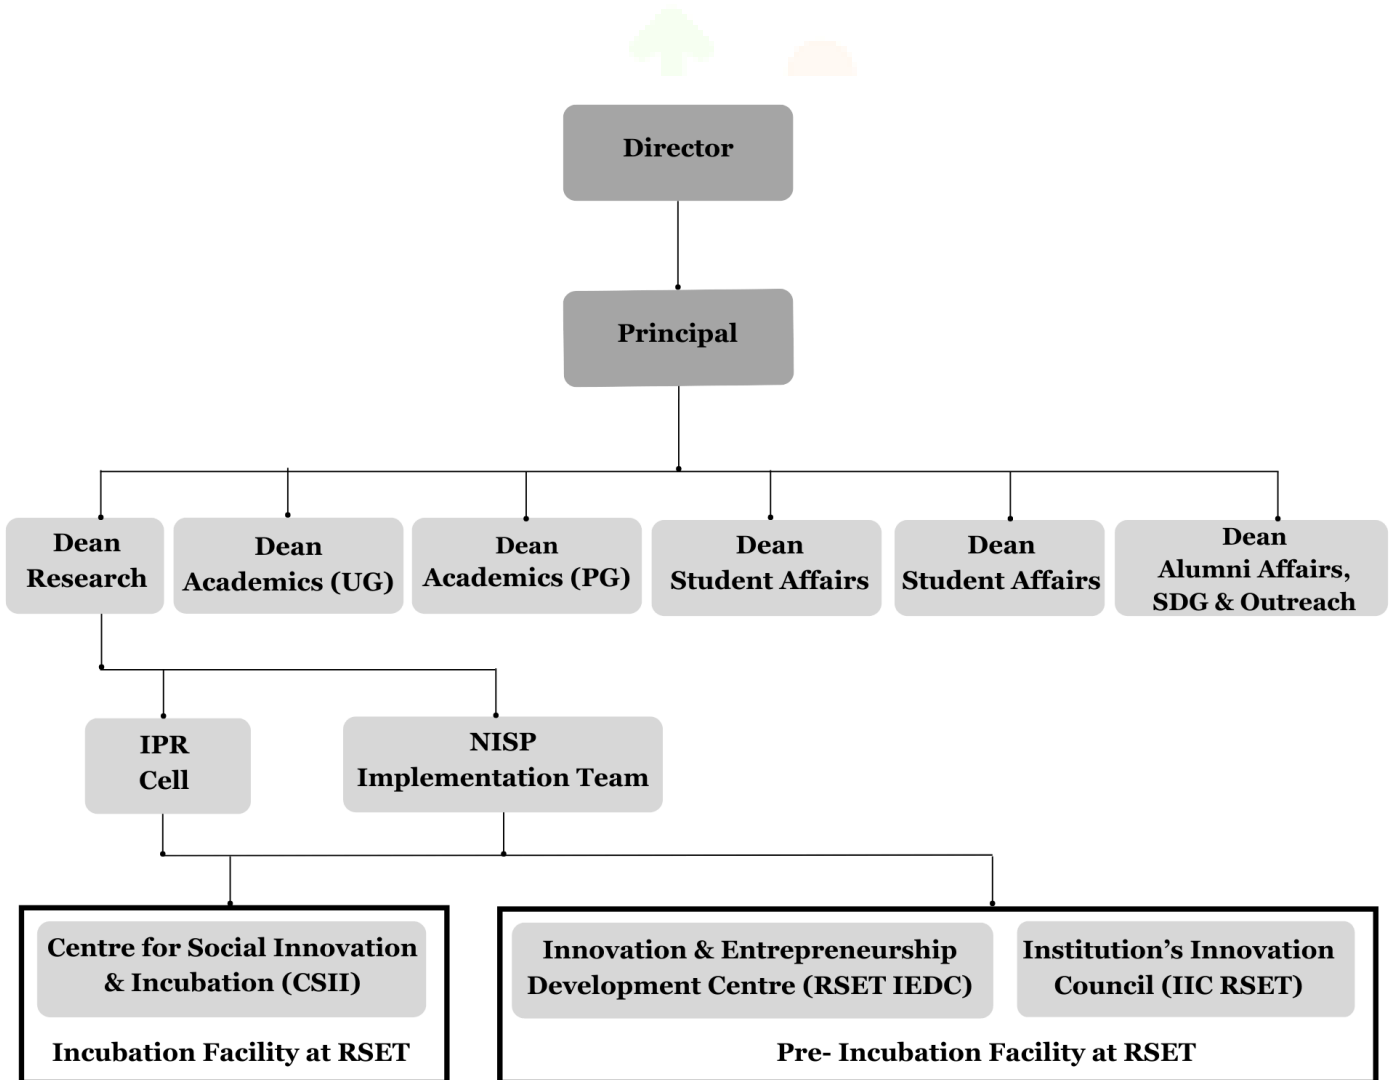 Director
Principal
Dean
Research
Dean
Academics (UG)
Dean
Academics (PG)
Dean
Student Affairs
Dean
Student Affairs
Dean
Alumni Affairs,
SDG & Outreach
IPR
Cell
NISP
Implementation Team
Centre for Social Innovation
& Incubation (CSII)
Incubation Facility at RSET
Innovation & Entrepreneurship
Development Centre (RSET IEDC)
Institution’s Innovation
Council (IIC RSET)
Pre- Incubation Facility at RSET